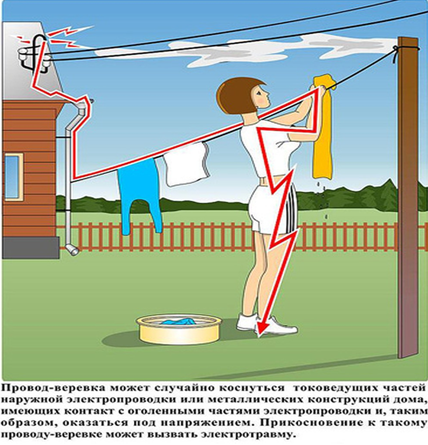 Провод-веревка может случайно коснуться токоведущих частей
наружной электропроводки или металлических конструкций дома,
имеющих контакт с оголенными частями электропроводки и, таким
образом, оказаться под напряжением. Прикосновение к такому
проводу-веревке может вызвать электротравму.